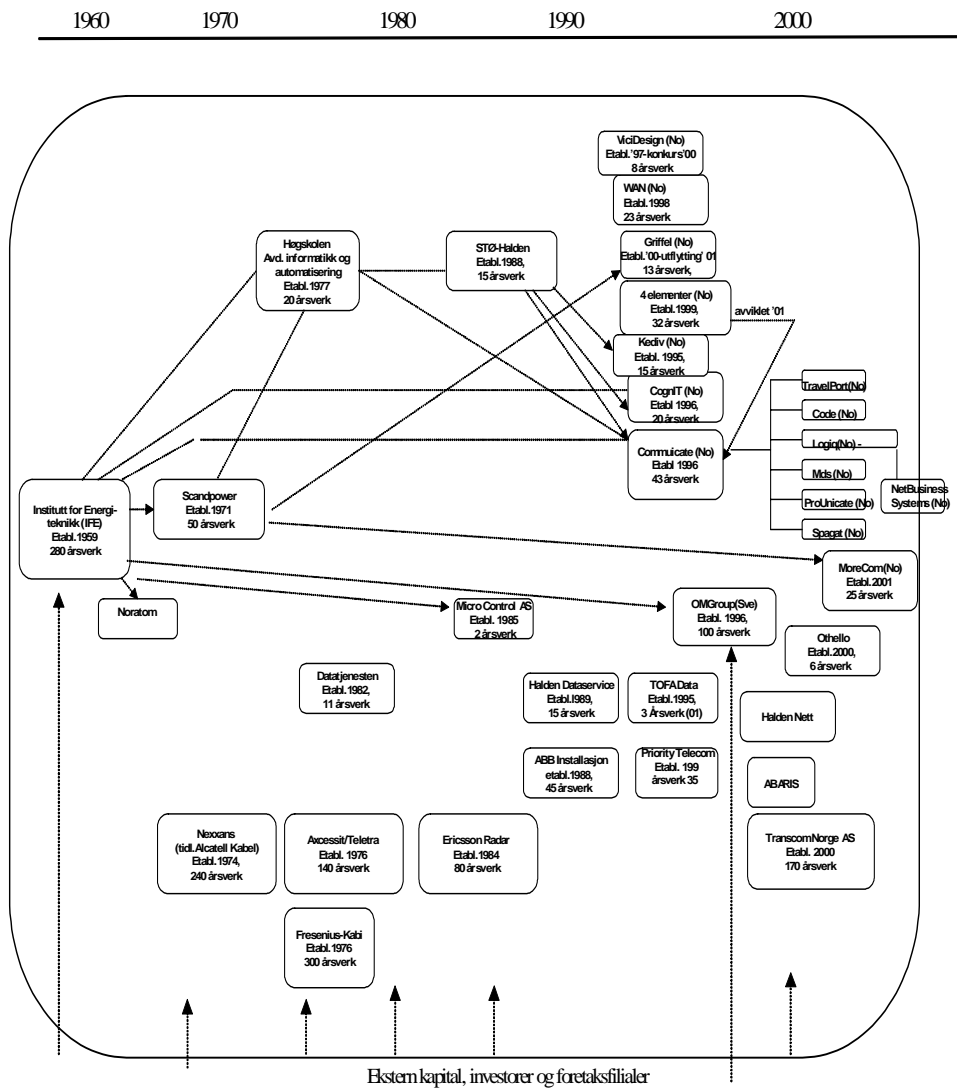 1960 1970 1980 1990 2000
ViciDesign (No)
Etabl.'97-konkurs'00
8 årsverk
WAN (No)
Etabl.1998
23 årsverk
Høgskolen
Avd. informatikk og
automatisering
Etabl.1977
20 årsverk
STØ-Halden
Etabl.1988,
15 årsverk
Griffel (No)
Etabl.'00-utflytting' 01
13 årsverk,
4 elementer (No)
Etabl.1999,
32 årsverk
avviklet '01
Kediv (No)
Etabl. 1995,
15 årsverk
CognIT (No)
Etabl 1996,
20 årsverk
Commuicate (No)
Etabl 1996
43 årsverk
TravelPort(No)
Code (No)
Logiq(No) -
Mds (No)
ProUnicate (No)
Spagat (No)
NetBusiness
Systems (No)
Institutt for Energi-
teknikk (IFE)
Etabl.1959
280 årsverk
Scandpower
Etabl.1971
50 årsverk
MoreCom(No)
Etabl.2001
25 årsverk
Noratom
Micro Control AS
Etabl. 1985
2 årsverk
OMGroup(Sve)
Etabl. 1996,
100 årsverk
Othello
Etabl.2000,
6 årsverk
Datatjenesten
Etabl.1982,
11 årsverk
Halden Dataservice
Etabl.l989,
15 årsverk
TOFAData
Etabl.1995,
3 Årsverk (01)
Halden Nett
ABB Installasjon
etabl.1988,
45 årsverk
Priority Telecom
Etabl. 199
årsverk 35
ABARIS
Nexxans
(tidl.Alcatell Kabel)
Etabl.1974,
240 årsverk
Axcessit/Teletra
Etabl. 1976
140 årsverk
Ericsson Radar
Etabl.1984
80 årsverk
TranscomNorge AS
Etabl. 2000
170 årsverk
Fresenius-Kabi
Etabl.1976
300 årsverk
Ekstern kapital, investorer og foretaksfilialer